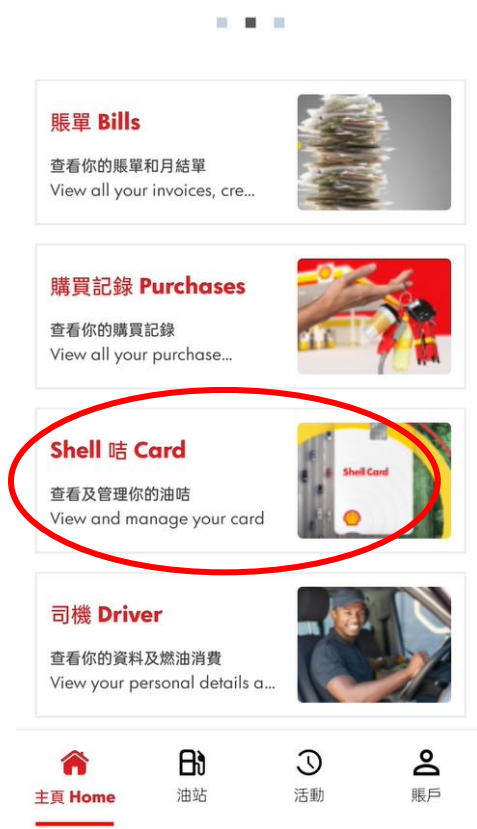 賬單 Bills
查看你的賬單和月結單
View all your invoices, cre...
購買記錄 Purchases
查看你的購買記錄
View all your purchase...
Shell 咭 Card
查看及管理你的油咭
View and manage your card
Shell Card
司機 Driver
查看你的資料及燃油消費
View your personal details a...
主頁 Home
油站
活動
賬戶